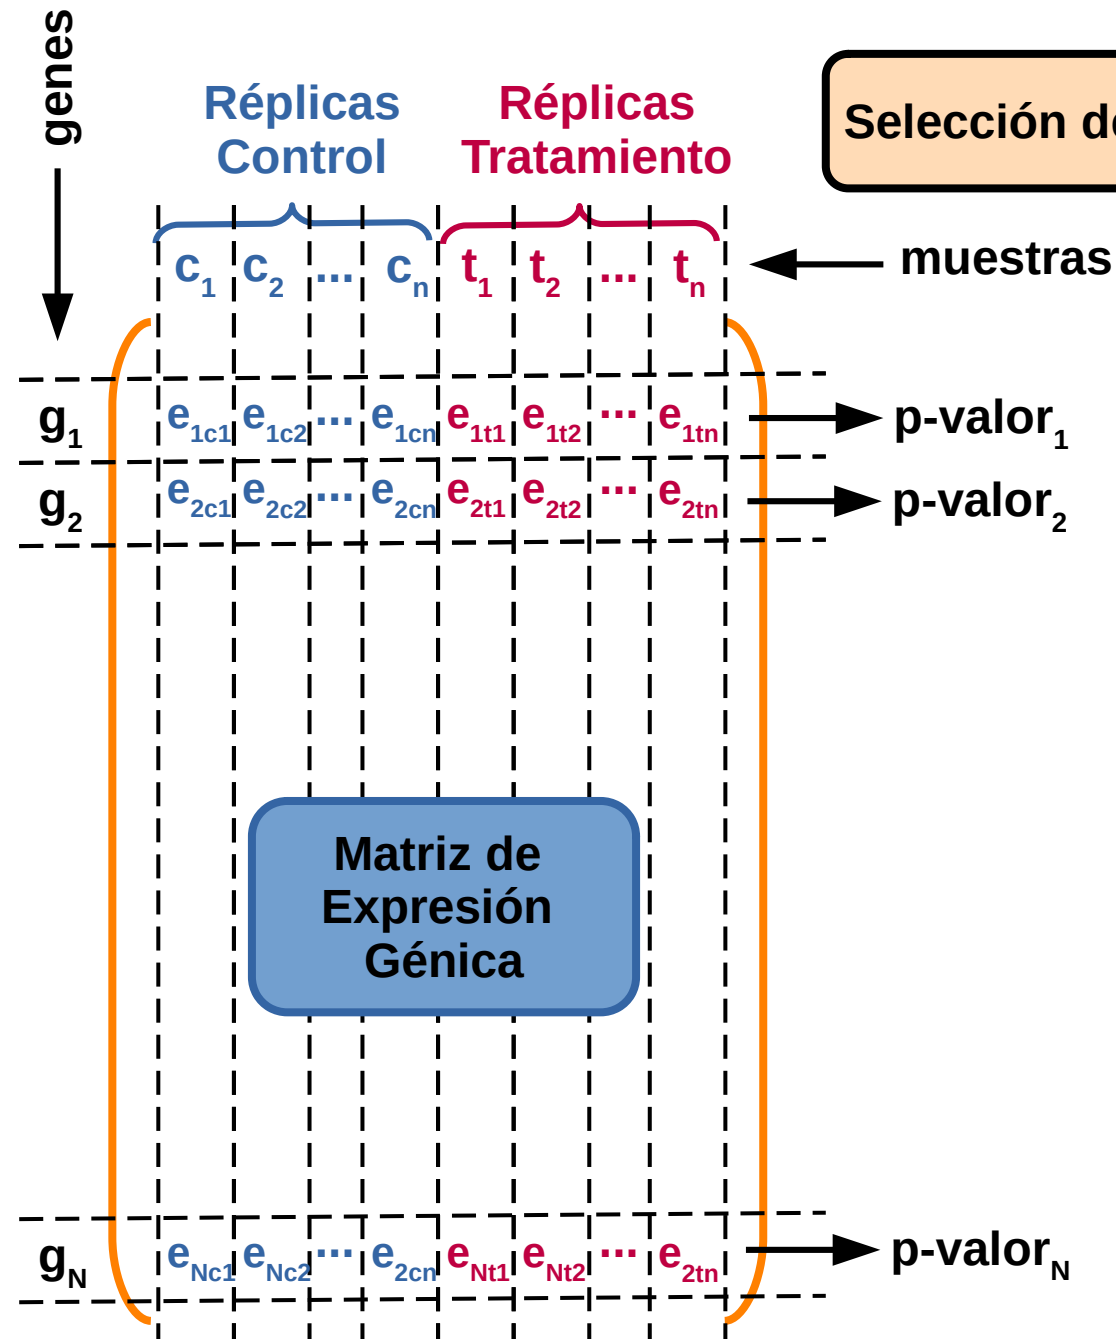 genes
Réplicas
Control
Réplicas
Tratamiento
Selección de
muestras
c1 c2 ... cn t1 t2 ... tn
g1 e1c1 e1c2 ... e1cn e1t1 e1t2 ... e1tn p-valor1
g2 e2c1 e2c2 ... e2cn e2t1 e2t2 ... e2tn p-valor2
Matriz de
Expresión
Génica
gN eNc1 eNc2 ... e2cn eNt1 eNt2 ... e2tn p-valorN